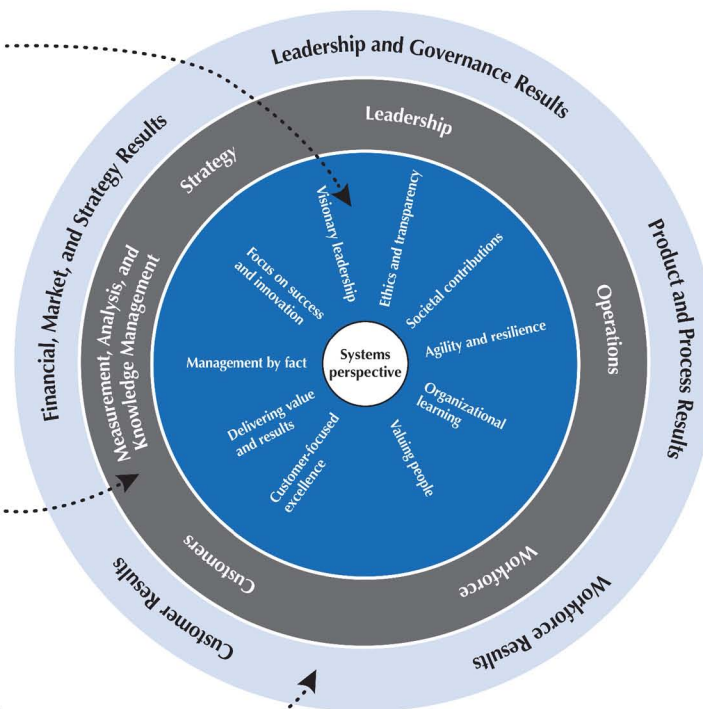 Leadership and Governance Results
Financial, Market, and Strategy Results
Product and Process Results
Workforce Results
Customer Results
Leadership
Strategy
Measurement, Analysis, and
Knowledge Management
Operations
Workforce
Customers
Visionary leadership
Ethics and transparency
Societal contributions
Agility and resilience
Organizational
learning
Valuing people
Customer-focused
excellence
Delivering value
and results
Management by fact
Focus on success
and innovation
Systems
perspective